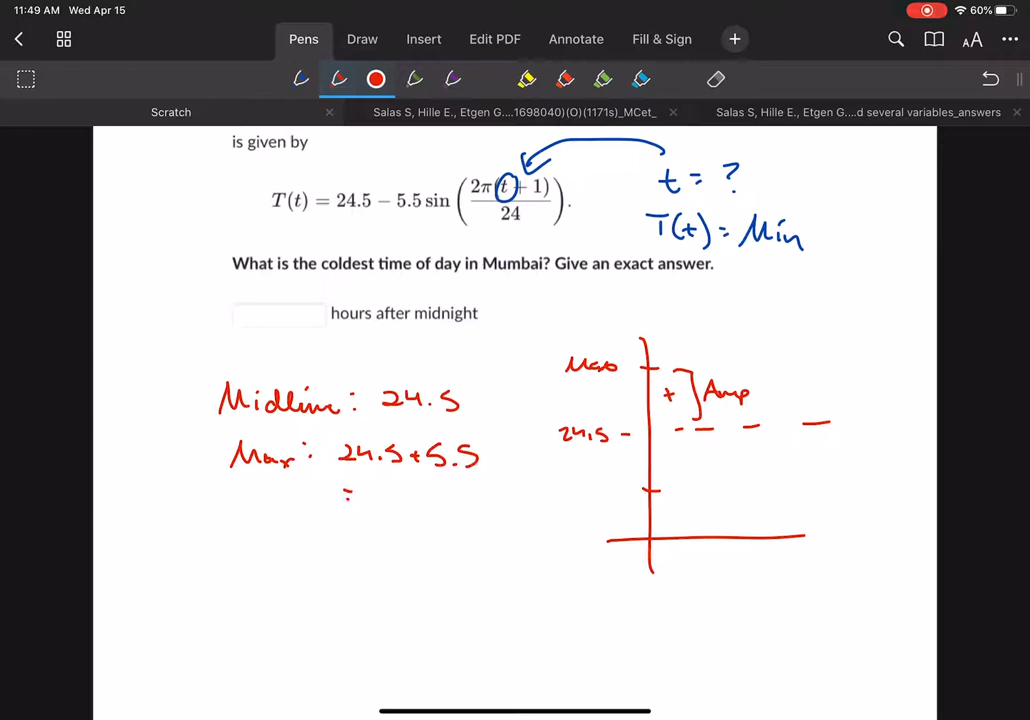 11:49 AM Wed Apr 15
60%
Pens Draw Insert Edit PDF Annotate Fill & Sign
AA
Scratch
Salas S, Hille E., Etgen G....1698040)(O)(1171s)_MCet_
Salas S, Hille E., Etgen G....d several variables_answers
is given by
T(t) = 24.5 − 5.5 sin (2π(t + 1)/24).
t = ?
T(t) = Min
What is the coldest time of day in Mumbai? Give an exact answer.
hours after midnight
Midline: 24.5
Max: 24.5 + 5.5
=
Max
+ } Amp
24.5